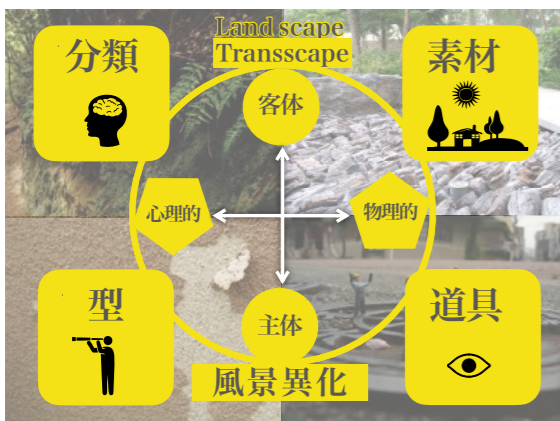 Land scape
Transscape
分類
素材
客体
心理的
物理的
型
主体
道具
風景異化